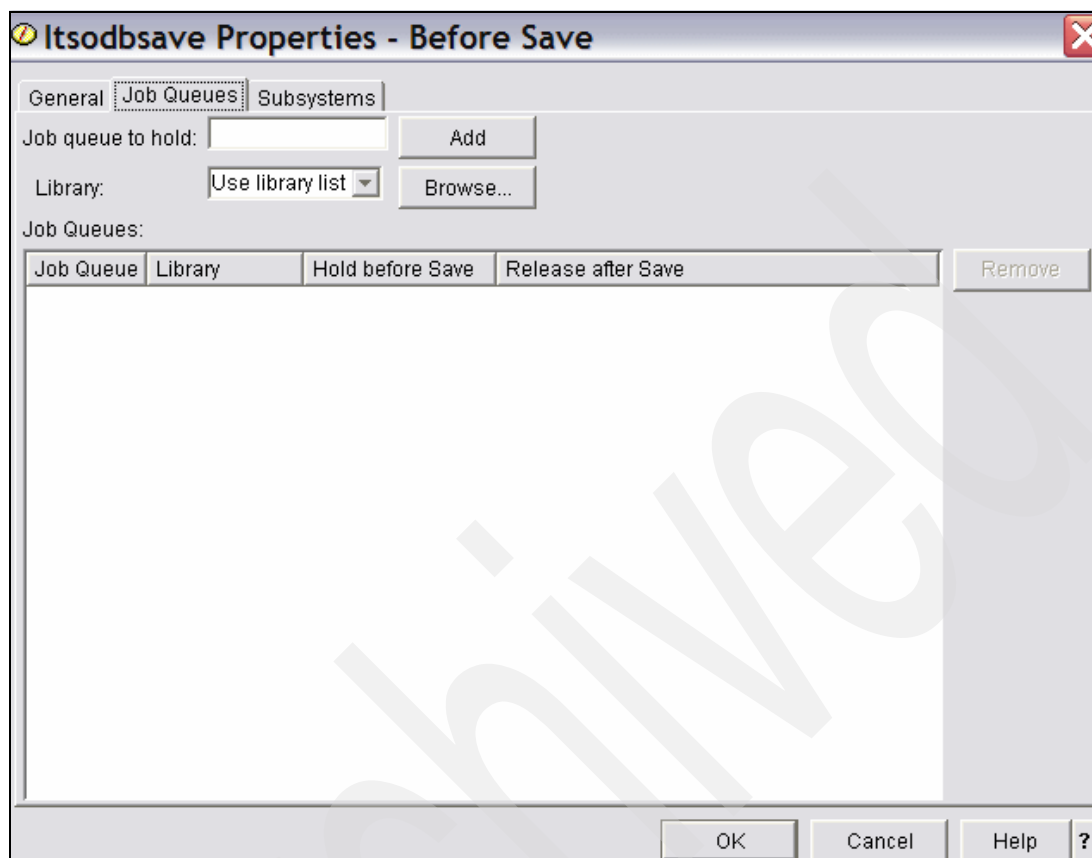 Itsodbsave Properties - Before Save
General Job Queues Subsystems
Job queue to hold: Add
Library: Use library list Browse...
Job Queues:
Job Queue Library Hold before Save Release after Save Remove
OK Cancel Help ?